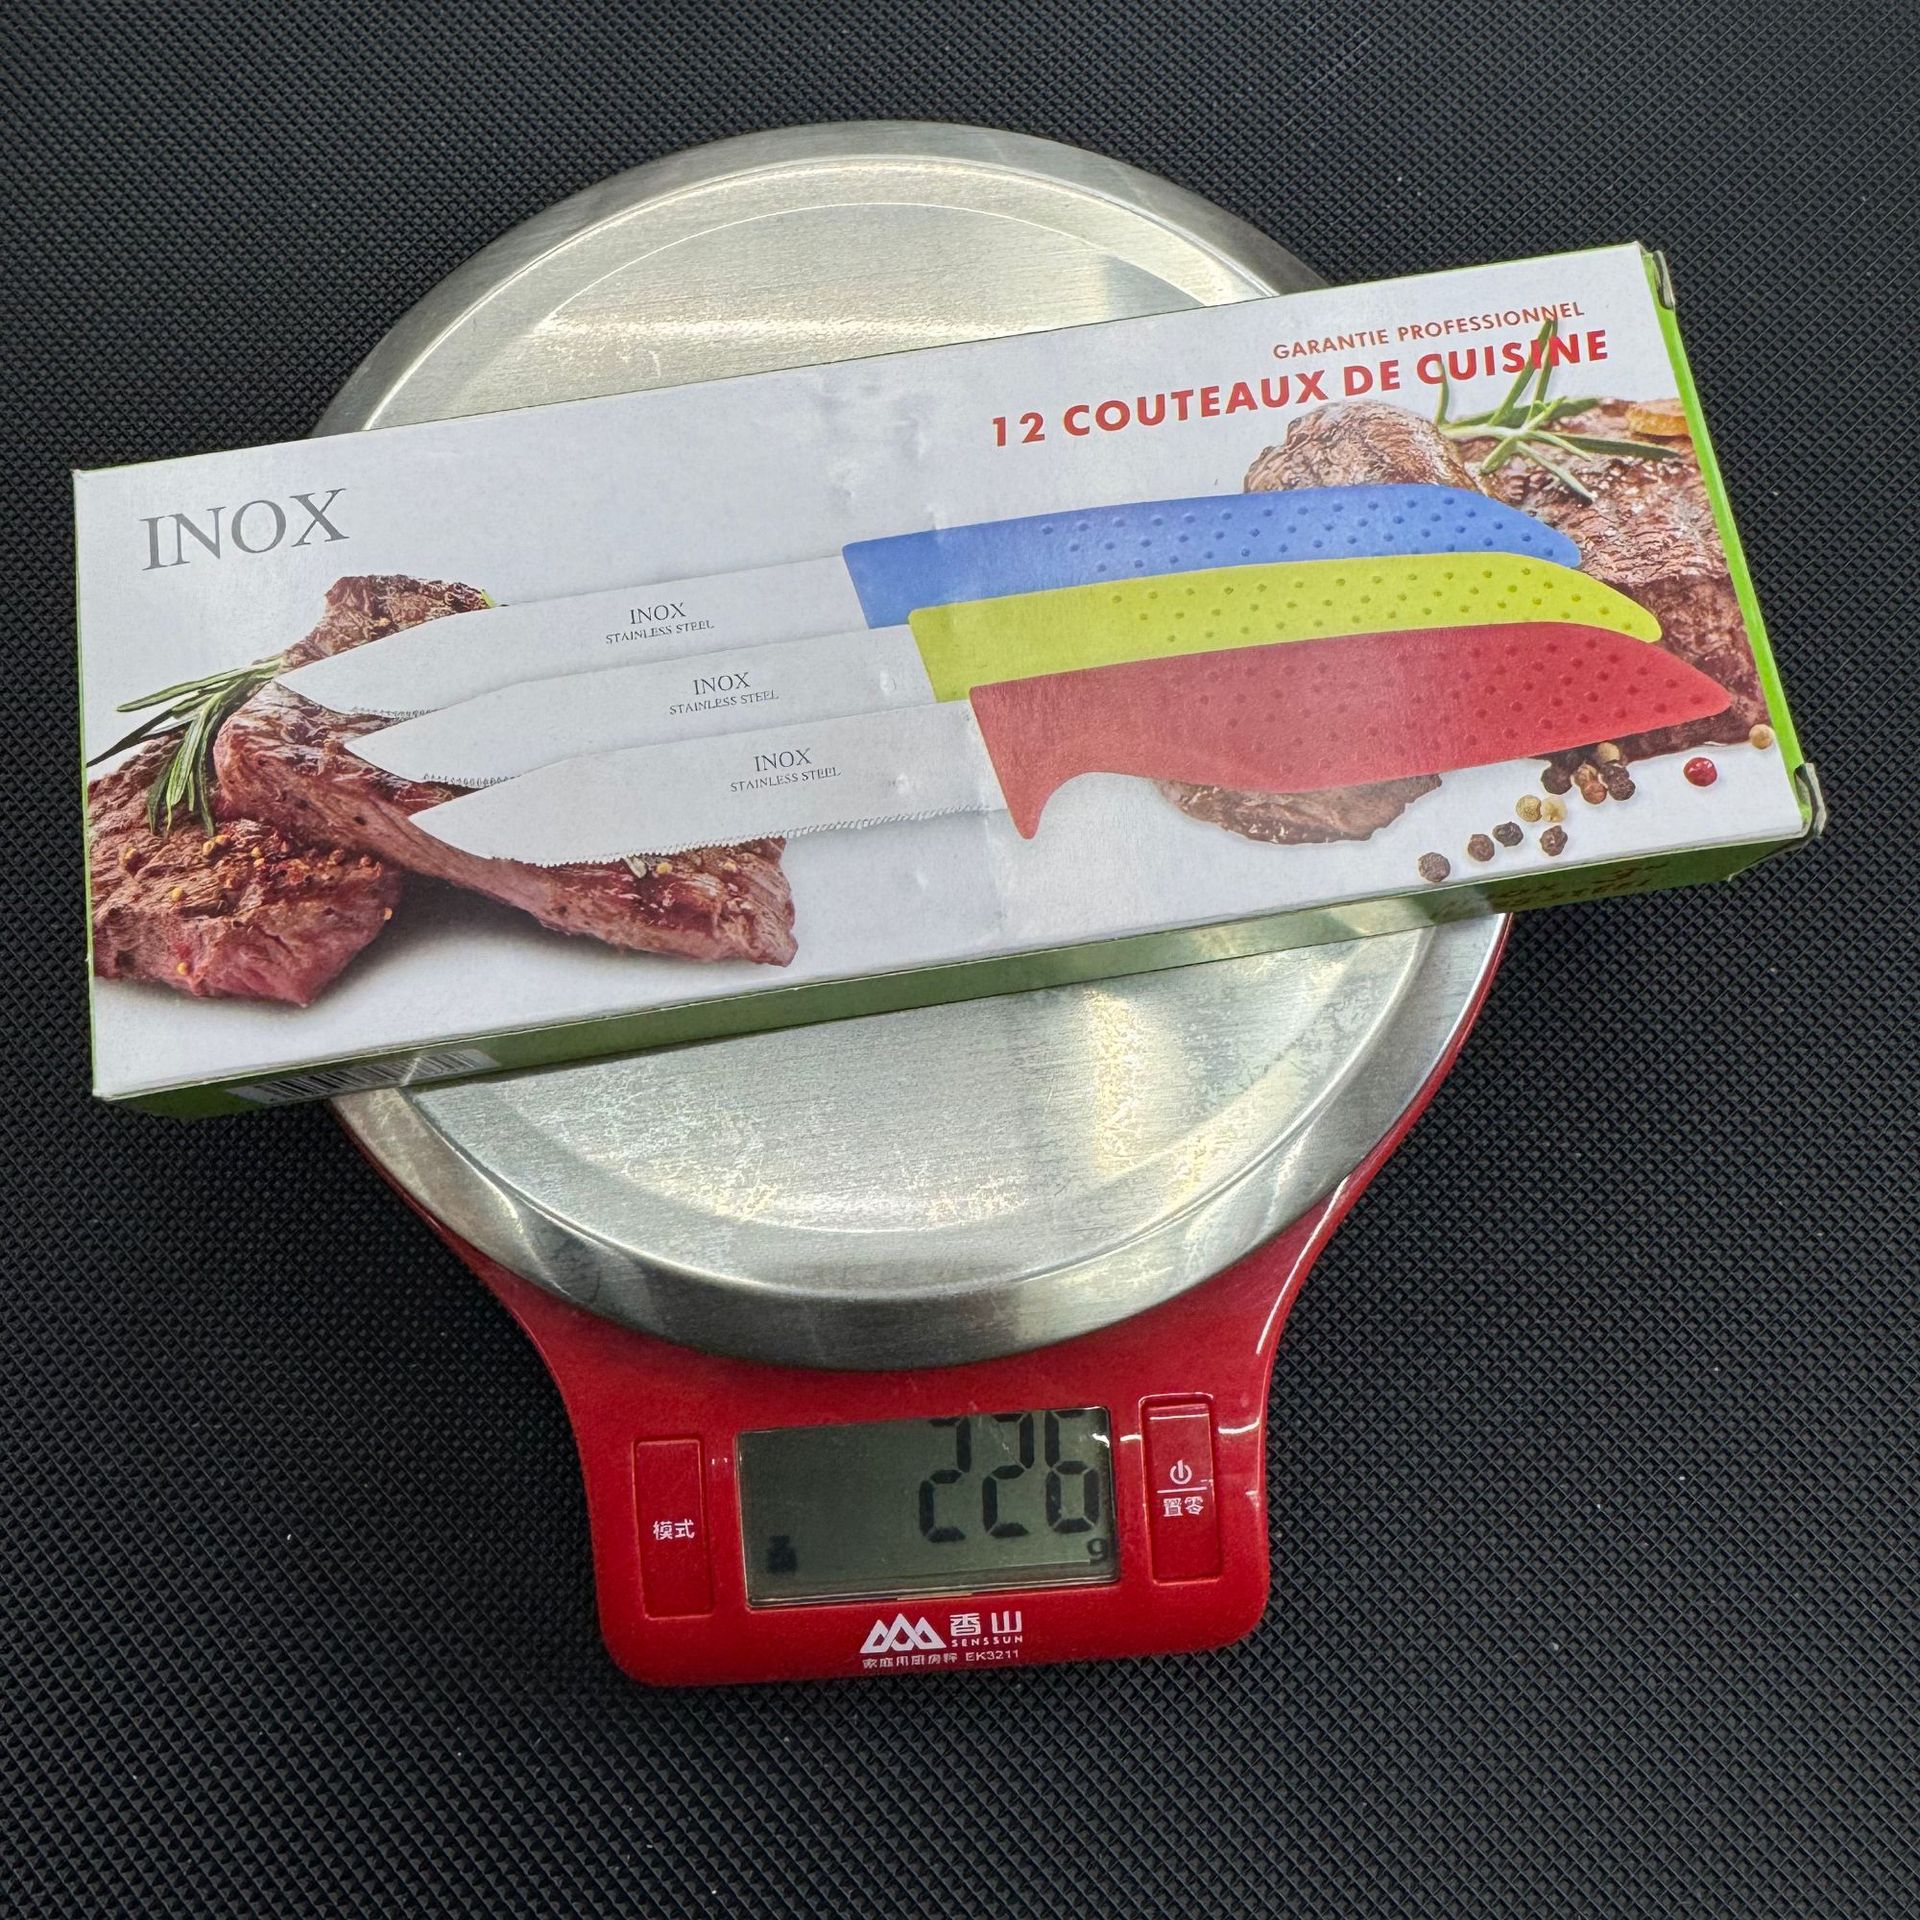 GARANTIE PROFESSIONNEL
12 COUTEAUX DE CUISINE
INOX
INOX
STAINLESS STEEL
INOX
STAINLESS STEEL
INOX
STAINLESS STEEL
226
g
模式
置零
香山
SENSSUN
家庭用厨房秤 EK3211